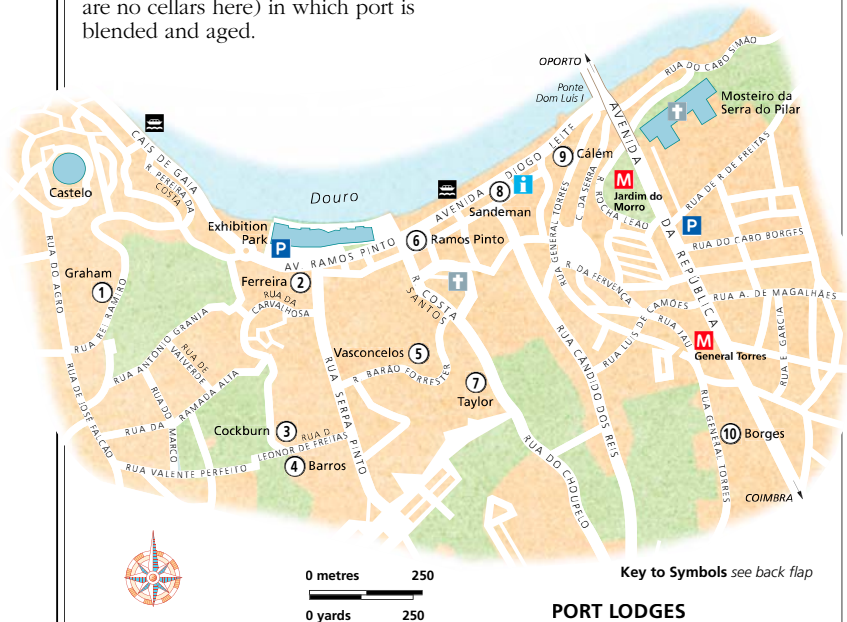 are no cellars here) in which port is
blended and aged.
OPORTO
Ponte
Dom Luís I
RUA DO CABO SIMÃO
Mosteiro da
Serra do Pilar
CAIS DE GAIA
R. PEREIRA DA
COSTA
Castelo
Douro
AVENIDA DIOGO LEITE
9 Cálem
AVENIDA DA REPÚBLICA
8
i
Sandeman
M
Jardim do
Morro
RUA DE R DE FREITAS
C. DA SERRA
R. ROCHA LEÃO
P
Exhibition
Park
P
AV. RAMOS PINTO
6 Ramos Pinto
RUA GENERAL TORRES
RUA DO CABO BORGES
RUA DO AGRO
Graham
1
RUA REI RAMIRO
Ferreira 2
RUA DA
CARVALHOSA
R. COSTA
SANTOS
R. DA FERVENÇA
RUA LUIS DE CAMÕES
RUA A. DE MAGALHÃES
RUA TAU
RUA E GARCIA
RUA ANTÓNIO GRANJA
RUA DE
VALVERDE
Vasconcelos 5
R. BARÃO FORRESTER
M
General Torres
RUA DE JOSE FALCÃO
RUA DA RAMADA ALTA
RUA DO MARCO
RUA SERPA PINTO
7
Taylor
RUA CÂNDIDO DOS REIS
RUA GENERAL TORRES
Cockburn 3
RUA D.
LEONOR DE FREITAS
4 Barros
RUA VALENTE PERFEITO
RUA DO CHOUPELO
10 Borges
COIMBRA
0 metres 250
0 yards 250
Key to Symbols see back flap
PORT LODGES